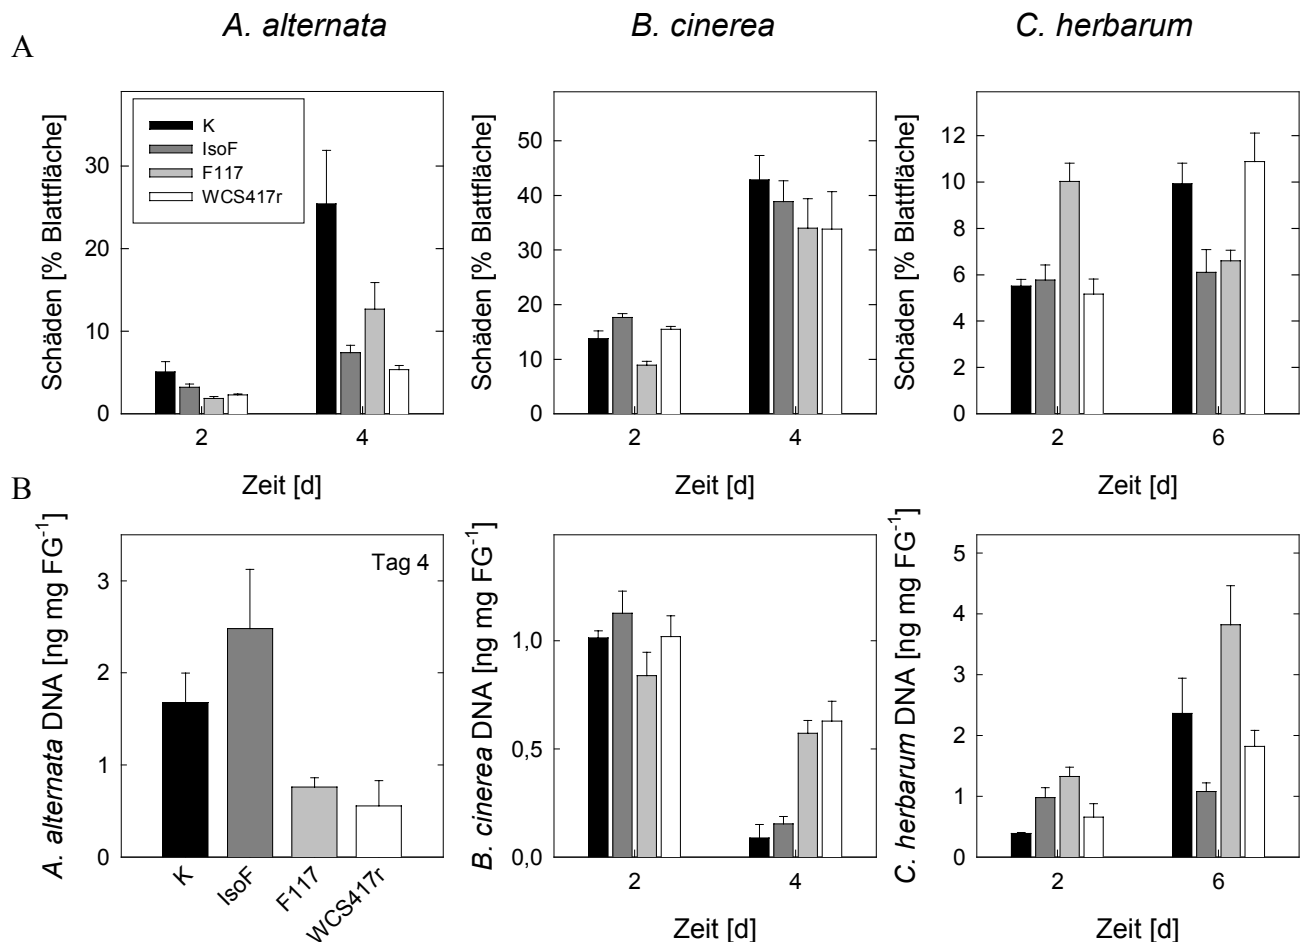 A. alternata
B. cinerea
C. herbarum
A
Schäden [% Blattfläche]
30
20
10
0
K
IsoF
F117
WCS417r
2
4
Zeit [d]
Schäden [% Blattfläche]
50
40
30
20
10
0
2
4
Zeit [d]
Schäden [% Blattfläche]
12
10
8
6
4
2
0
2
6
Zeit [d]
B
A. alternata DNA [ng mg FG⁻¹]
3
2
1
0
Tag 4
K
IsoF
F117
WCS417r
B. cinerea DNA [ng mg FG⁻¹]
1,0
0,5
0,0
2
4
Zeit [d]
C. herbarum DNA [ng mg FG⁻¹]
5
4
3
2
1
0
2
6
Zeit [d]